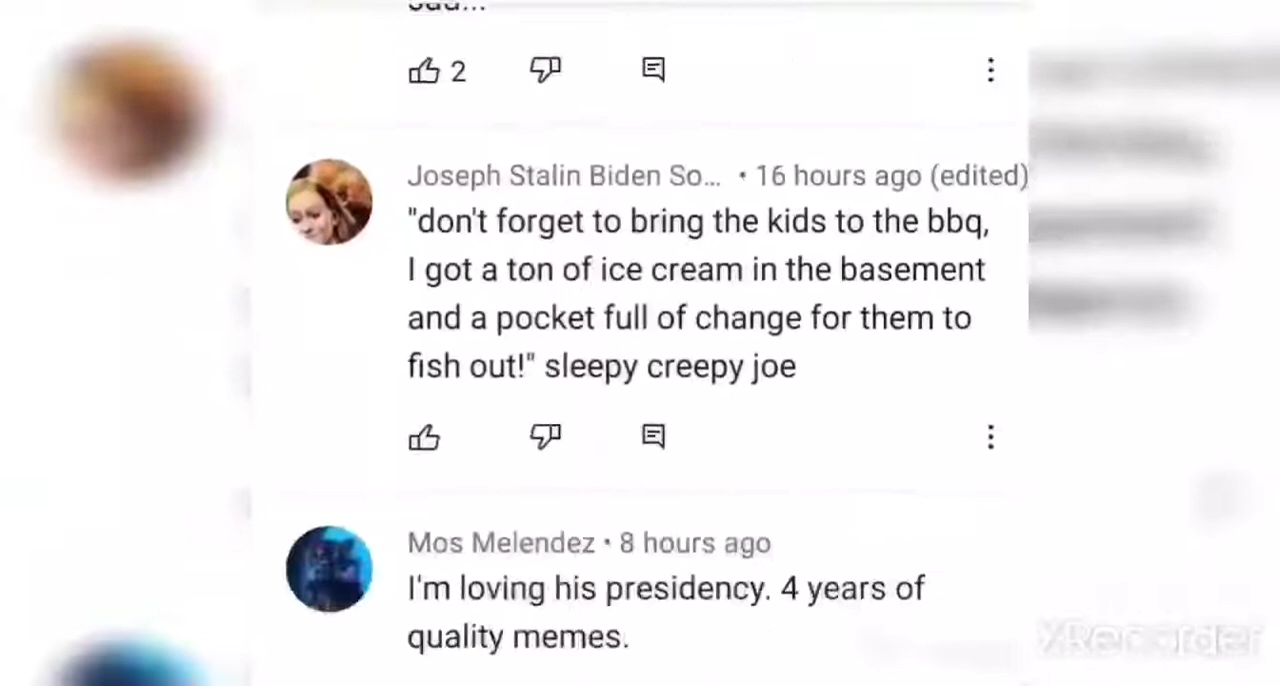 2
Joseph Stalin Biden So... • 16 hours ago (edited)
"don't forget to bring the kids to the bbq,
I got a ton of ice cream in the basement
and a pocket full of change for them to
fish out!" sleepy creepy joe
Mos Melendez • 8 hours ago
I'm loving his presidency. 4 years of
quality memes.
XRecorder